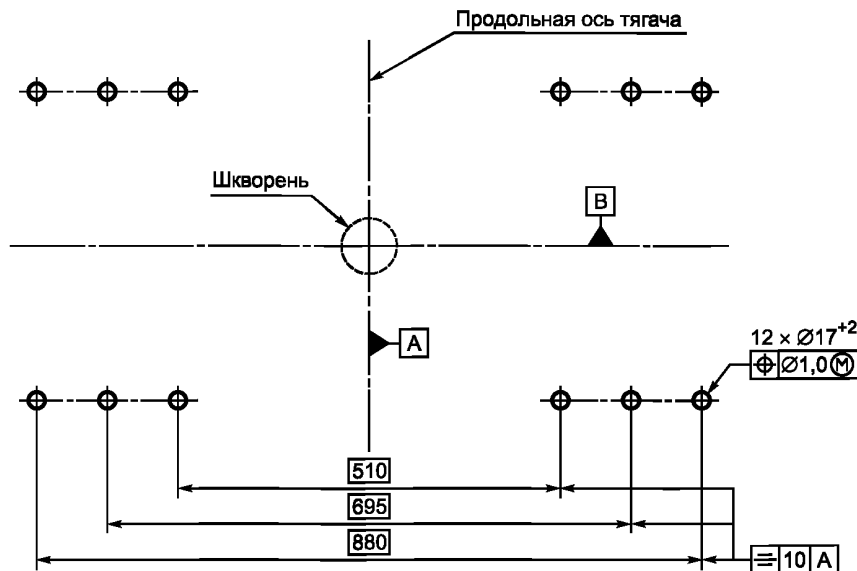 Продольная ось тягача
Шкворень
B
A
12 × Ø17⁺²
⌖ Ø1,0 Ⓜ
510
695
880
⌯ 10 A